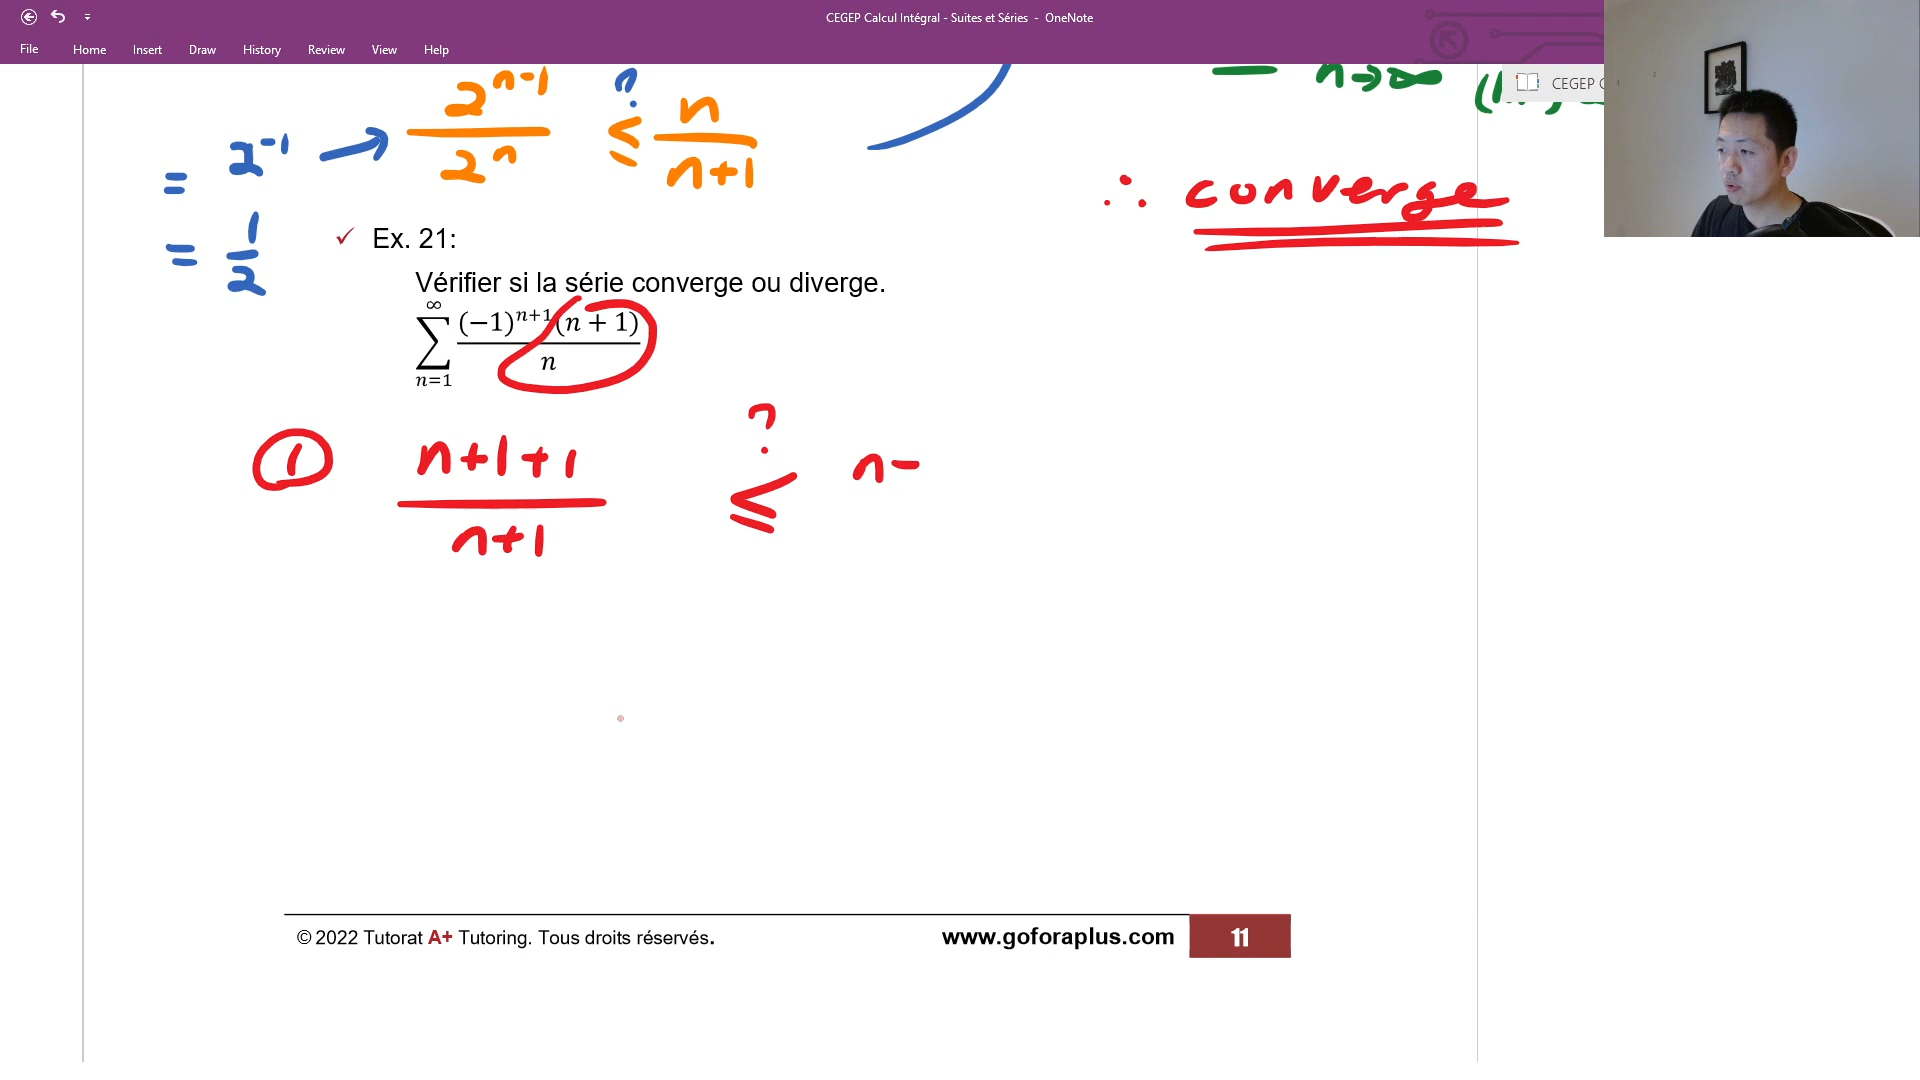 CEGEP Calcul Intégral - Suites et Séries - OneNote
File Home Insert Draw History Review View Help
CEGEP
2^{n-1} / 2^n ≤? n / n+1
= 2^{-1} →
= 1/2
n→∞
∴ converge
✓ Ex. 21:
Vérifier si la série converge ou diverge.
∑_{n=1}^{∞} (−1)^{n+1}(n + 1) / n
① n+1+1 / n+1 ≤? n-
© 2022 Tutorat A+ Tutoring. Tous droits réservés.
www.goforaplus.com 11